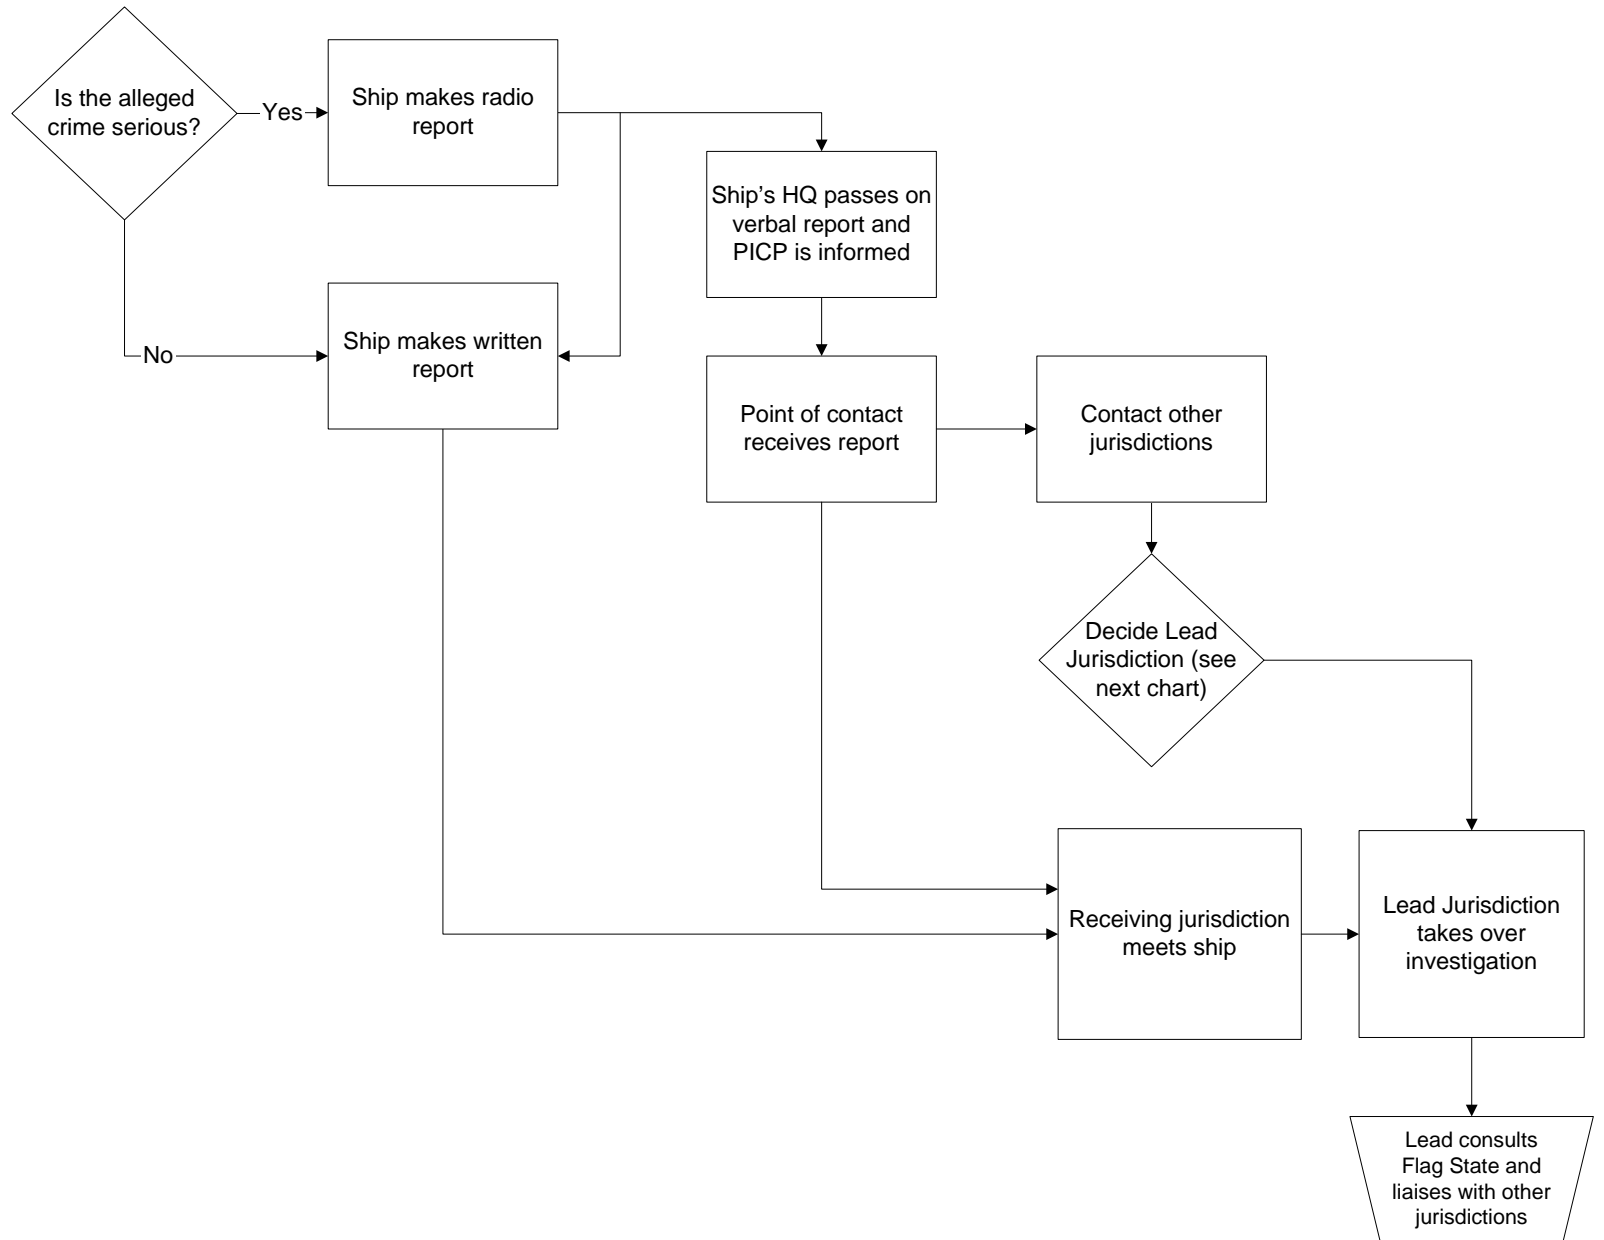 Is the alleged
crime serious?
Yes
Ship makes radio
report
Ship’s HQ passes on
verbal report and
PICP is informed
No
Ship makes written
report
Point of contact
receives report
Contact other
jurisdictions
Decide Lead
Jurisdiction (see
next chart)
Receiving jurisdiction
meets ship
Lead Jurisdiction
takes over
investigation
Lead consults
Flag State and
liaises with other
jurisdictions